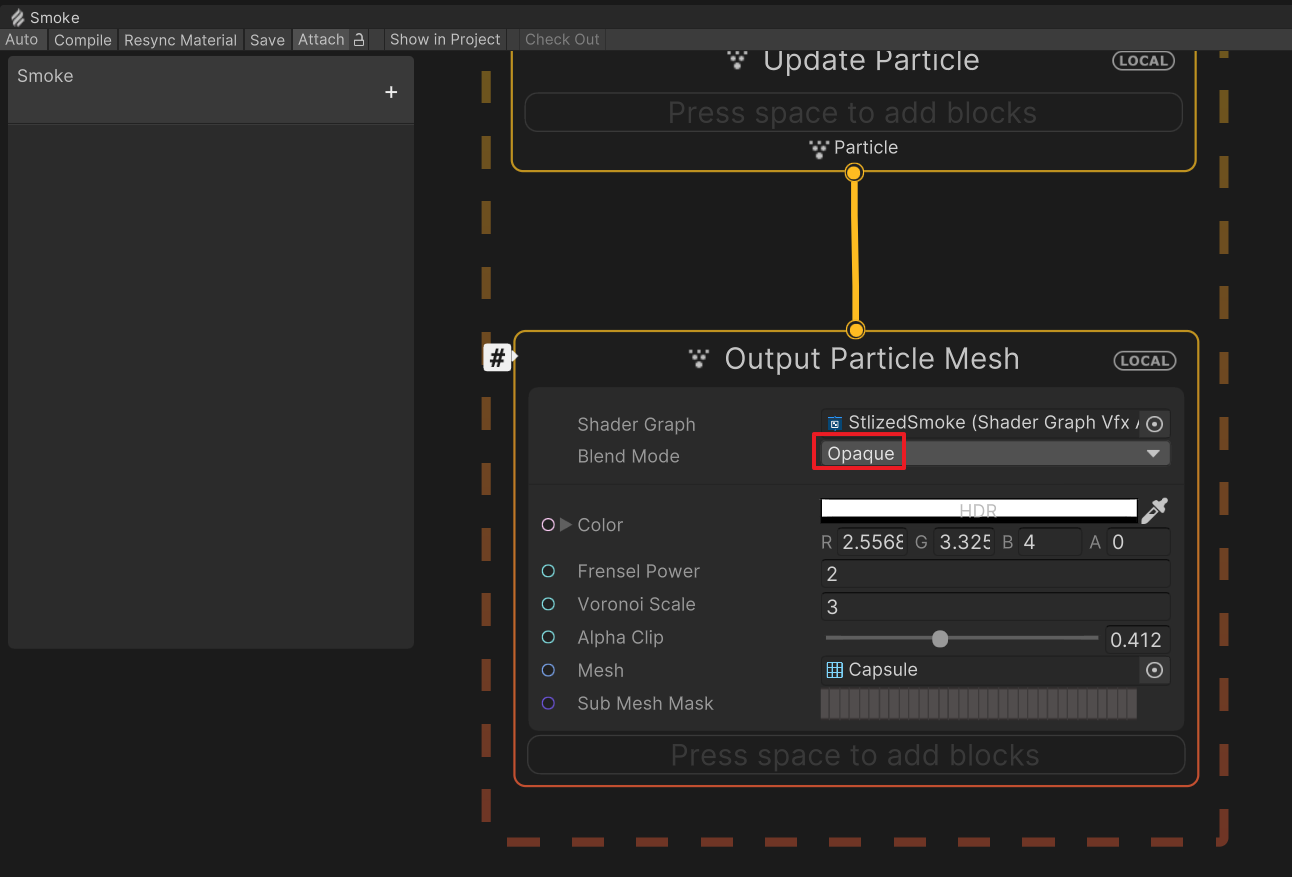 Smoke
Auto Compile Resync Material Save Attach Show in Project Check Out
Smoke
+
Update Particle LOCAL
Press space to add blocks
Particle
#
Output Particle Mesh LOCAL
Shader Graph StlizedSmoke (Shader Graph Vfx
Blend Mode Opaque
HDR
Color
R 2.5568 G 3.325 B 4 A 0
Frensel Power 2
Voronoi Scale 3
Alpha Clip 0.412
Mesh Capsule
Sub Mesh Mask
Press space to add blocks